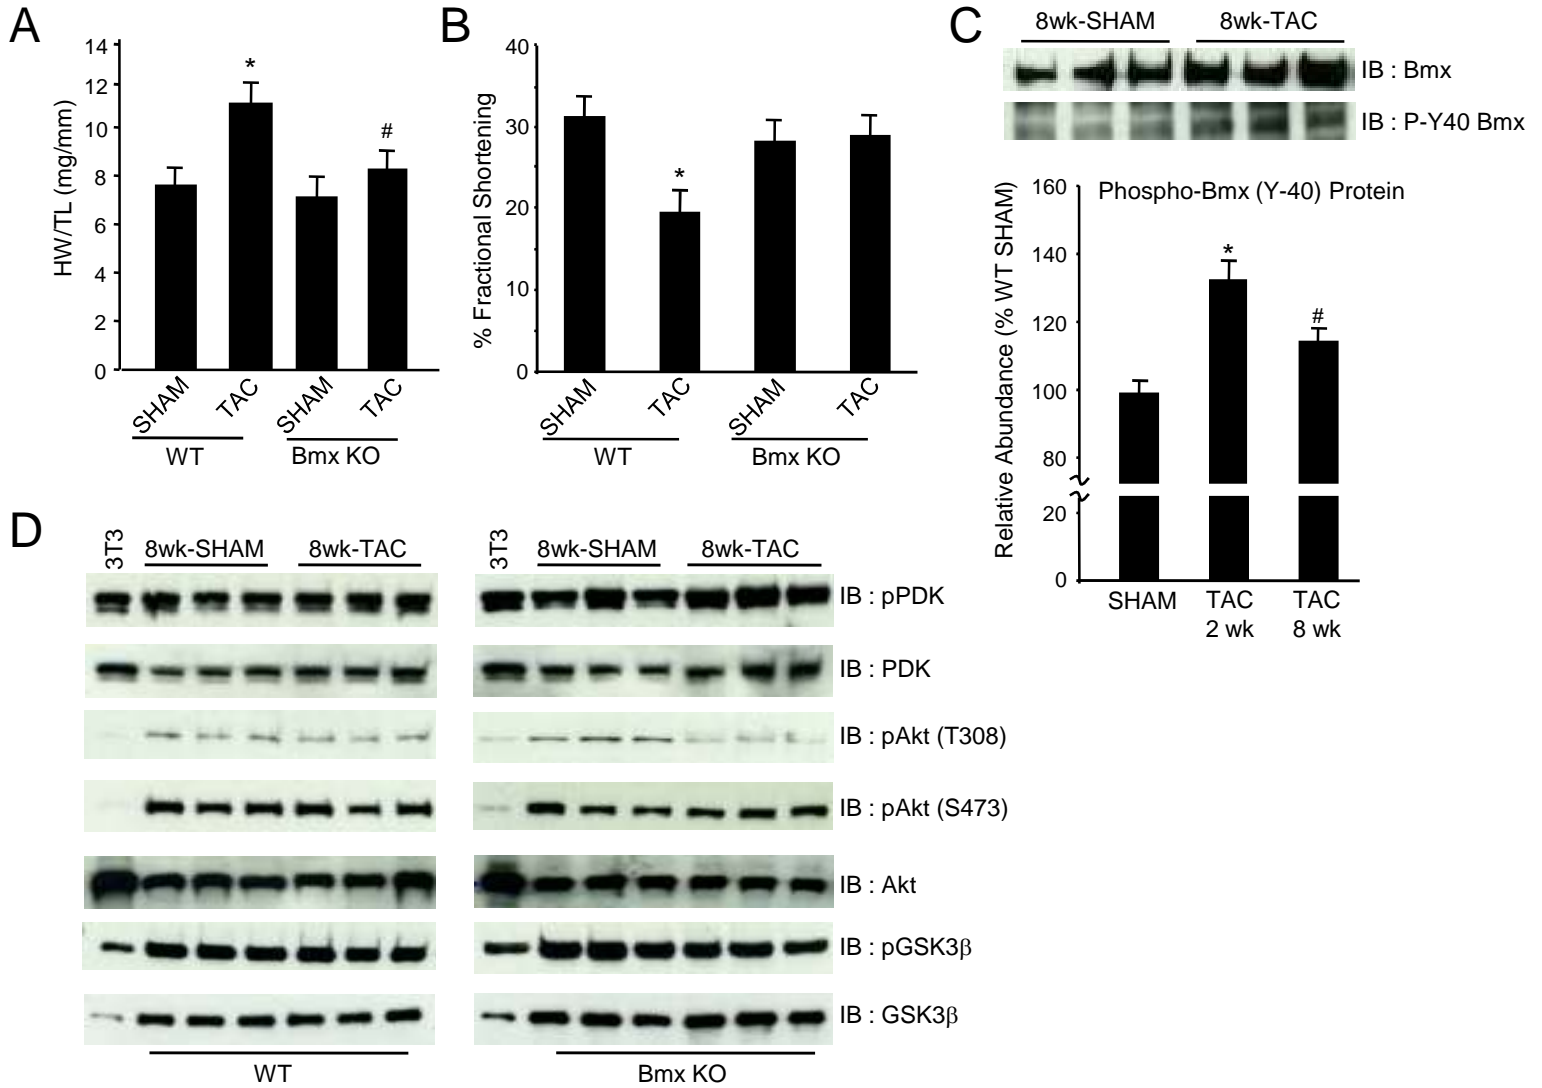 A
HW/TL (mg/mm)
14
12
10
8
6
4
2
0
*
#
SHAM
TAC
SHAM
TAC
WT
Bmx KO
B
% Fractional Shortening
40
30
20
10
0
*
SHAM
TAC
SHAM
TAC
WT
Bmx KO
C
8wk-SHAM 8wk-TAC
IB : Bmx
IB : P-Y40 Bmx
Phospho-Bmx (Y-40) Protein
Relative Abundance (% WT SHAM)
160
140
120
100
80
20
0
*
#
SHAM
TAC
2 wk
TAC
8 wk
D
3T3
8wk-SHAM 8wk-TAC
3T3
8wk-SHAM 8wk-TAC
IB : pPDK
IB : PDK
IB : pAkt (T308)
IB : pAkt (S473)
IB : Akt
IB : pGSK3β
IB : GSK3β
WT
Bmx KO